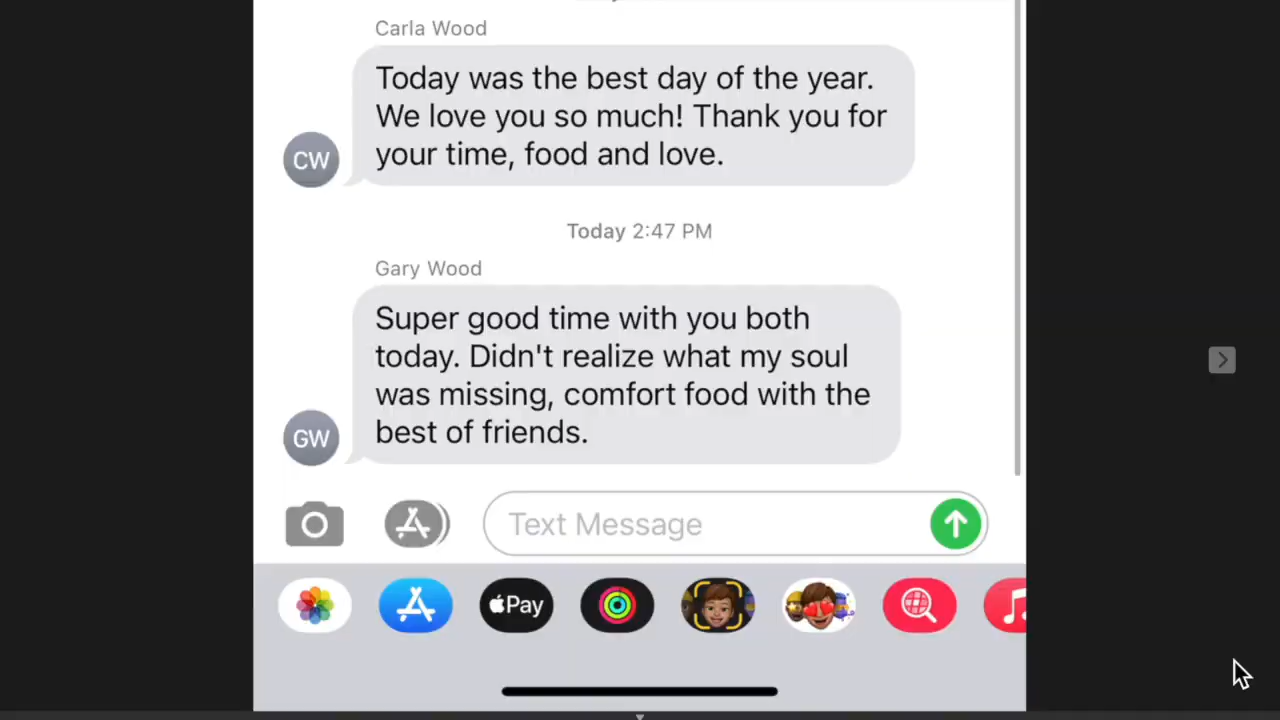 Carla Wood
Today was the best day of the year.
We love you so much! Thank you for
your time, food and love.
CW
Today 2:47 PM
Gary Wood
Super good time with you both
today. Didn't realize what my soul
was missing, comfort food with the
best of friends.
GW
Text Message
Pay